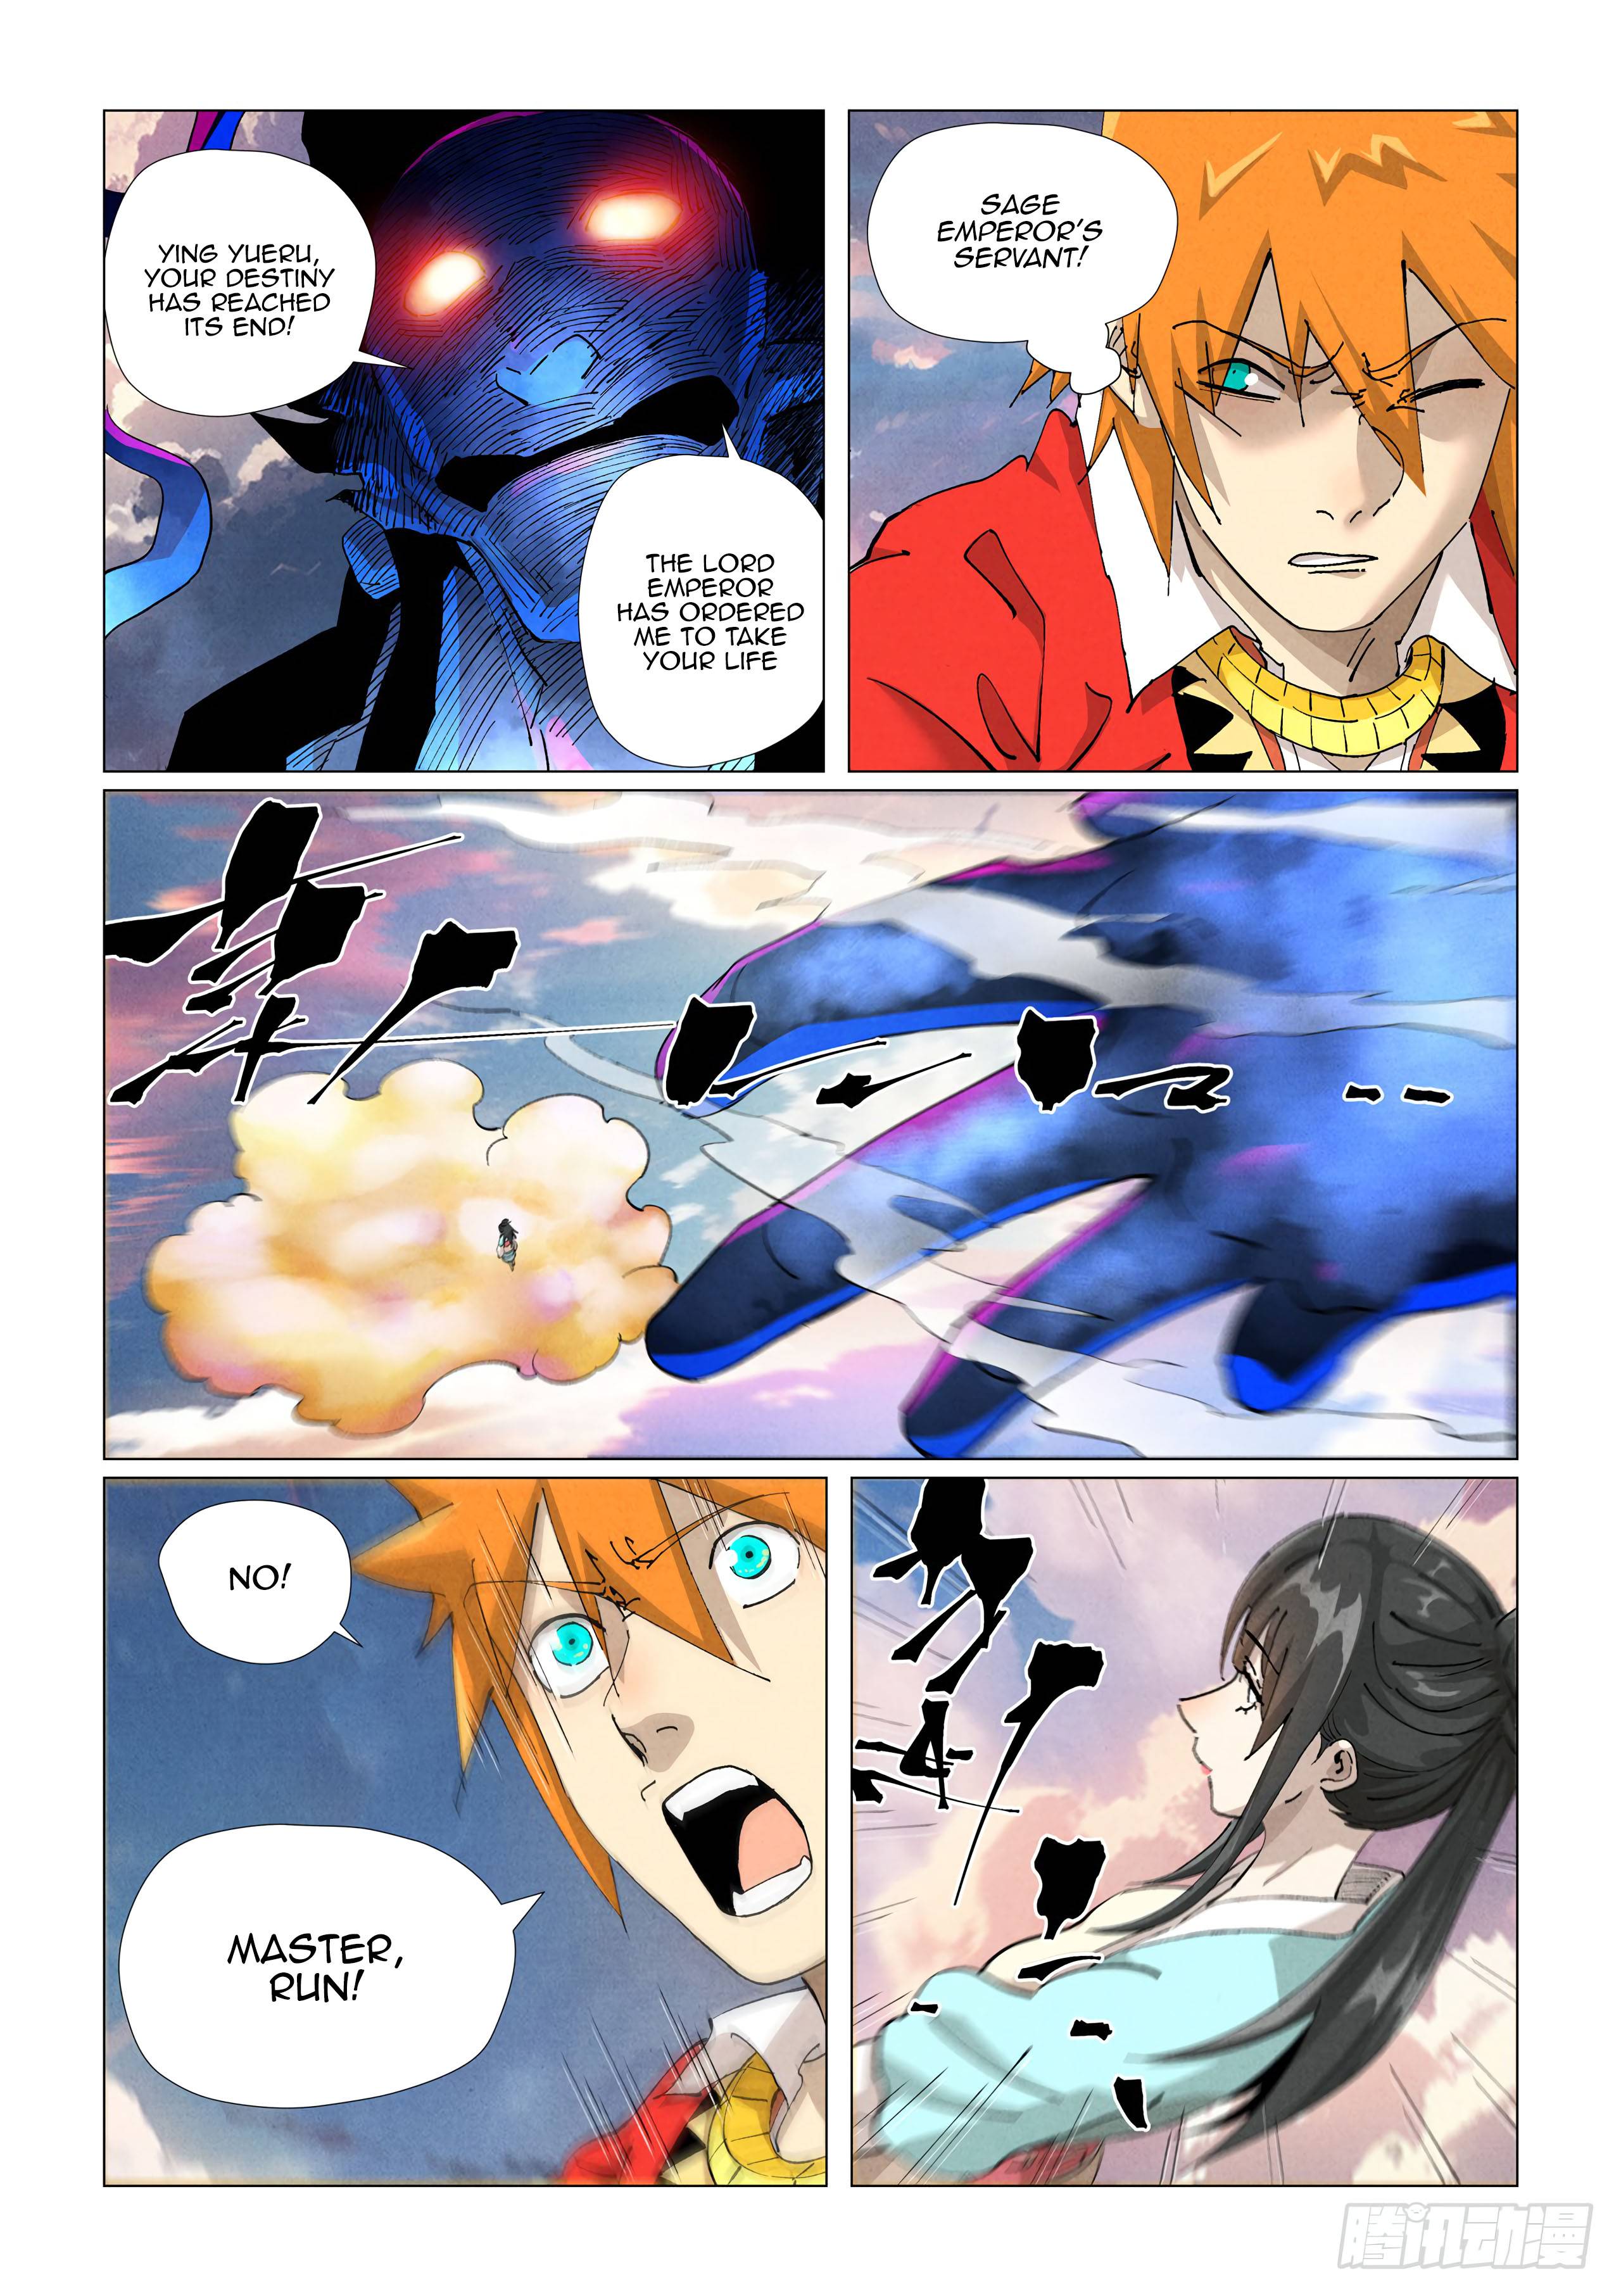 YING YUERU,
YOUR DESTINY
HAS REACHED
ITS END!
THE LORD
EMPEROR
HAS ORDERED
ME TO TAKE
YOUR LIFE
SAGE
EMPEROR'S
SERVANT!
NO!
MASTER,
RUN!
腾讯动漫